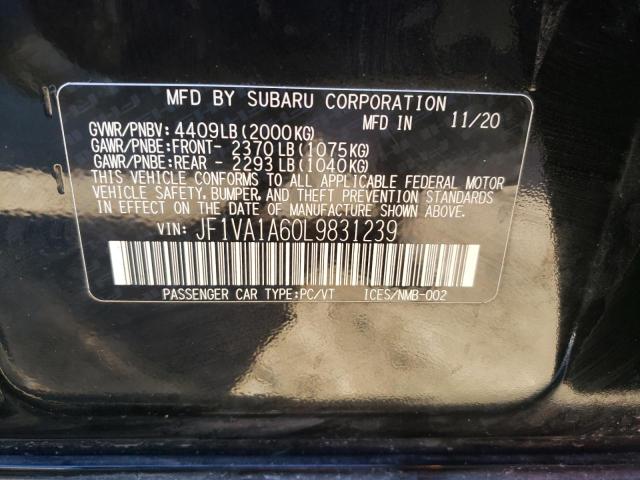 MFD BY SUBARU CORPORATION
GVWR/PNBV: 4409LB(2000KG) MFD IN 11/20
GAWR/PNBE:FRONT- 2370LB(1075KG)
GAWR/PNBE:REAR - 2293LB(1040KG)
THIS VEHICLE CONFORMS TO ALL APPLICABLE FEDERAL MOTOR
VEHICLE SAFETY, BUMPER, AND THEFT PREVENTION STANDARDS
IN EFFECT ON THE DATE OF MANUFACTURE SHOWN ABOVE.
VIN: JF1VA1A60L9831239
PASSENGER CAR TYPE:PC/VT ICES/NMB-002